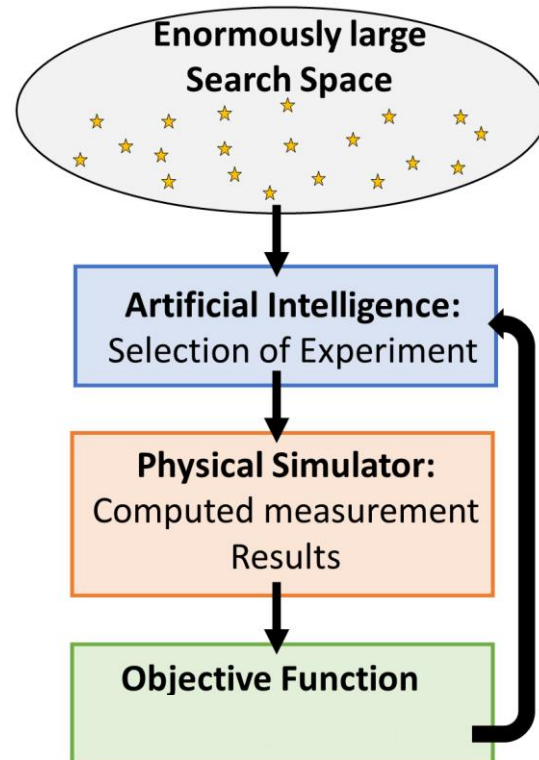 Enormously large
Search Space
Artificial Intelligence:
Selection of Experiment
Physical Simulator:
Computed measurement
Results
Objective Function